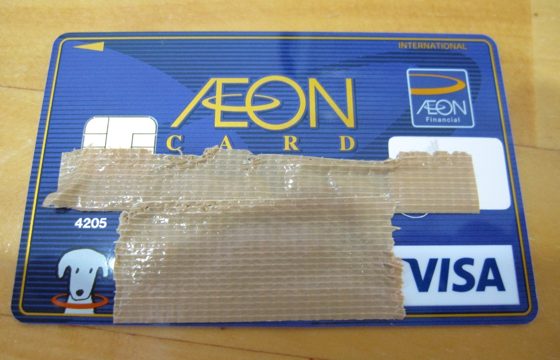 INTERNATIONAL
ÆON
CARD
ÆON
Financial
4205
VISA